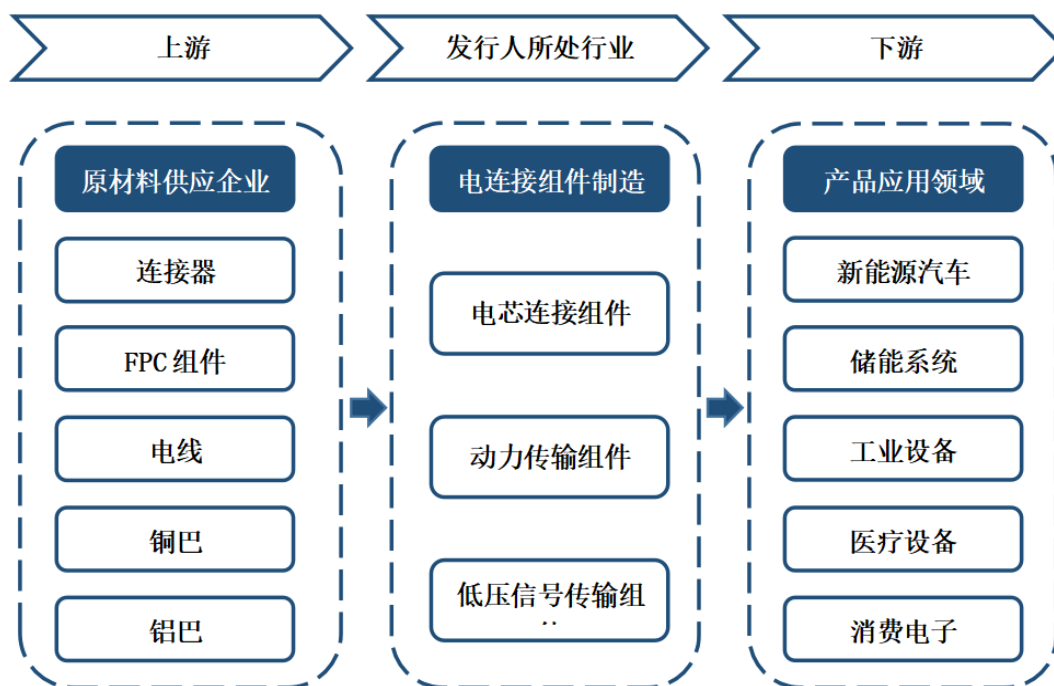 上游
发行人所处行业
下游
原材料供应企业
连接器
FPC 组件
电线
铜巴
铝巴
电连接组件制造
电芯连接组件
动力传输组件
低压信号传输组
产品应用领域
新能源汽车
储能系统
工业设备
医疗设备
消费电子